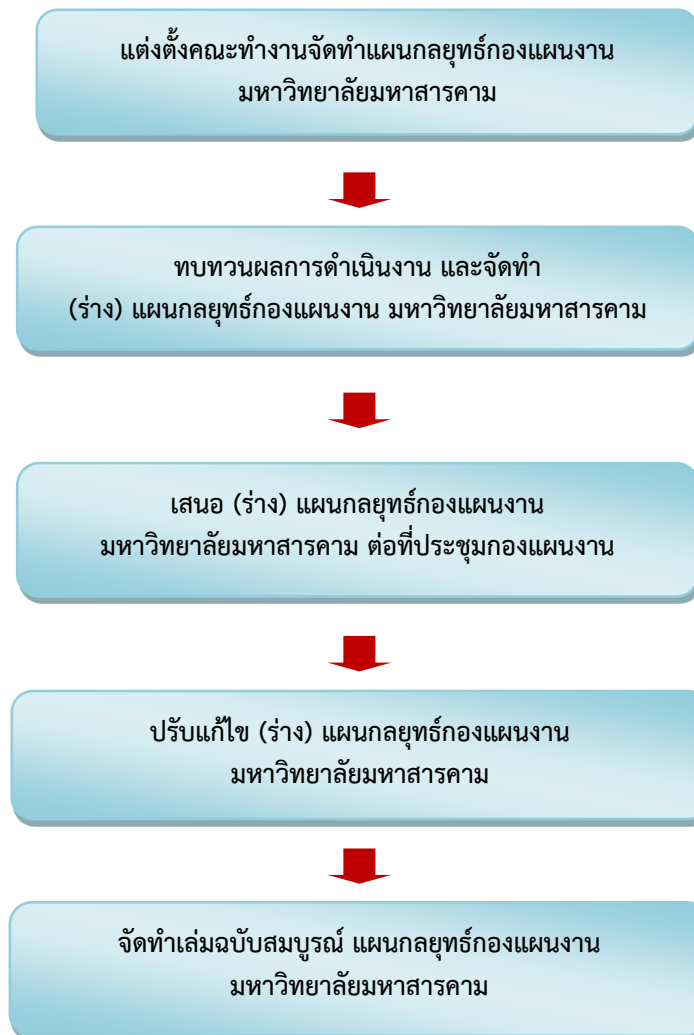 แต่งตั้งคณะทำงานจัดทำแผนกลยุทธ์กองแผนงาน
มหาวิทยาลัยมหาสารคาม
ทบทวนผลการดำเนินงาน และจัดทำ
(ร่าง) แผนกลยุทธ์กองแผนงาน มหาวิทยาลัยมหาสารคาม
เสนอ (ร่าง) แผนกลยุทธ์กองแผนงาน
มหาวิทยาลัยมหาสารคาม ต่อที่ประชุมกองแผนงาน
ปรับแก้ไข (ร่าง) แผนกลยุทธ์กองแผนงาน
มหาวิทยาลัยมหาสารคาม
จัดทำเล่มฉบับสมบูรณ์ แผนกลยุทธ์กองแผนงาน
มหาวิทยาลัยมหาสารคาม